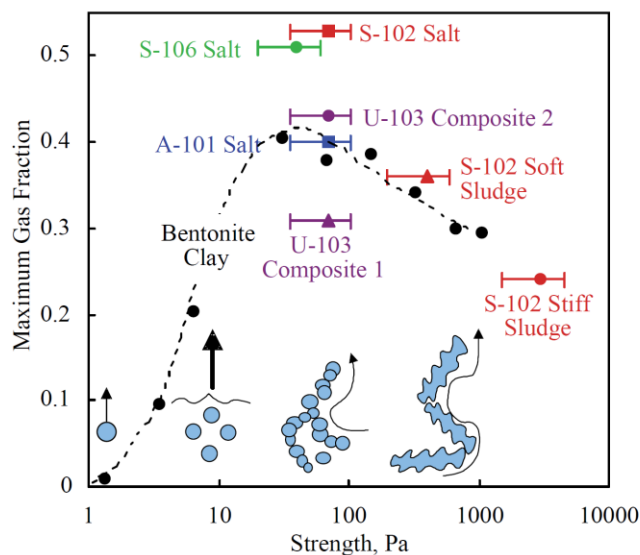 0.5
S-102 Salt
S-106 Salt
U-103 Composite 2
0.4
A-101 Salt
S-102 Soft
Sludge
Maximum Gas Fraction
0.3
Bentonite
Clay
U-103
Composite 1
S-102 Stiff
Sludge
0.2
0.1
0
1 10 100 1000 10000
Strength, Pa